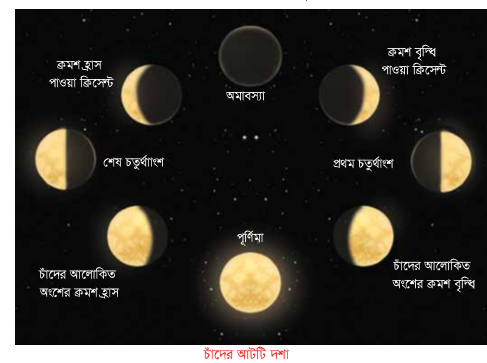 অমাবস্যা
ক্রমশ বৃদ্ধি
পাওয়া ক্রিসেন্ট
প্রথম চতুর্থাংশ
চাঁদের আলোকিত
অংশের ক্রমশ বৃদ্ধি
পূর্ণিমা
চাঁদের আলোকিত
অংশের ক্রমশ হ্রাস
শেষ চতুর্থাাংশ
ক্রমশ হ্রাস
পাওয়া ক্রিসেন্ট
চাঁদের আটটি দশা